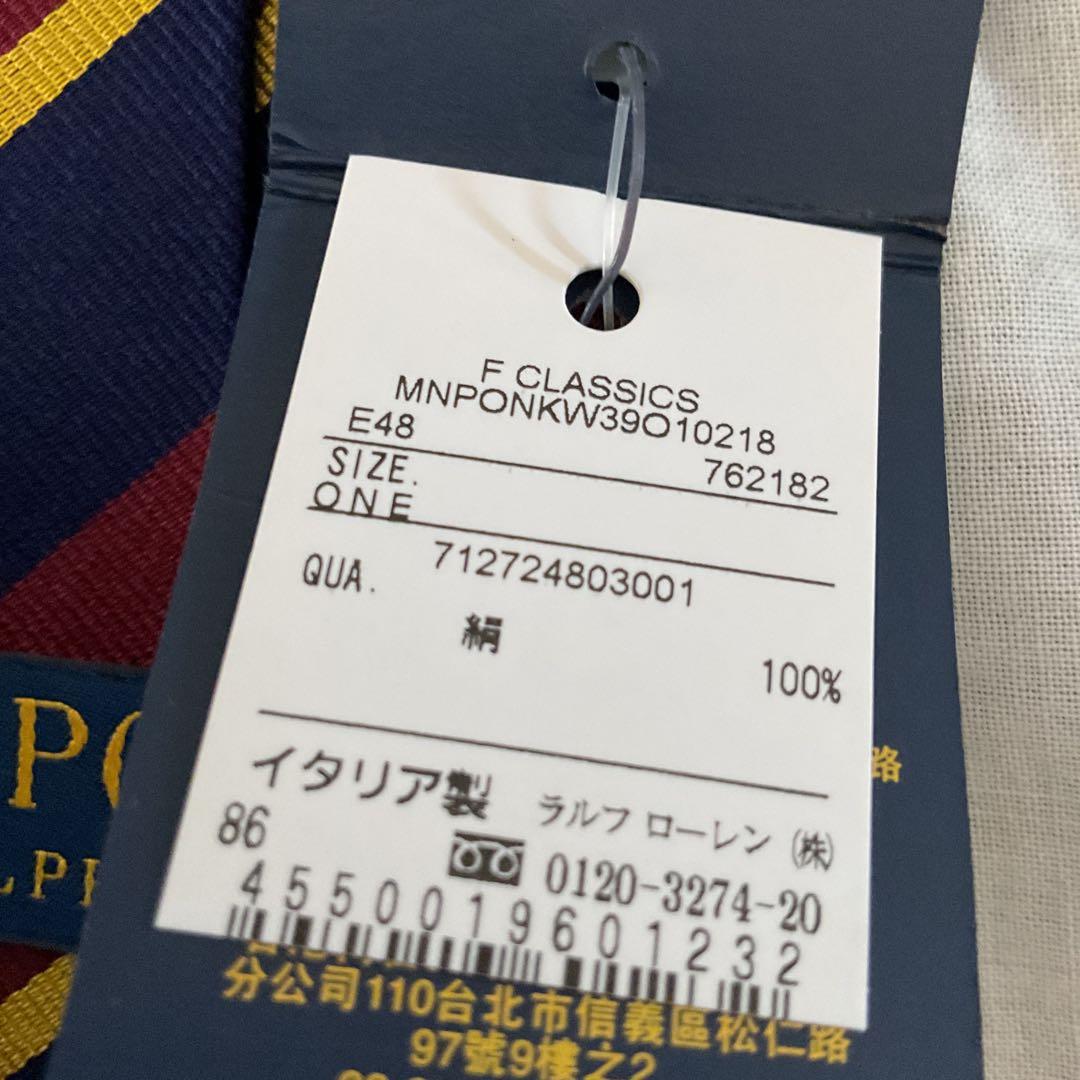 F CLASSICS
MNPONKW39O10218
E48 762182
SIZE.
ONE
712724803001
QUA.
絹 100%
イタリア製 ラルフ ローレン ㈱
86 0120-3274-20
4550019601232
路
分公司110台北市信義區松仁路
97號9樓之2